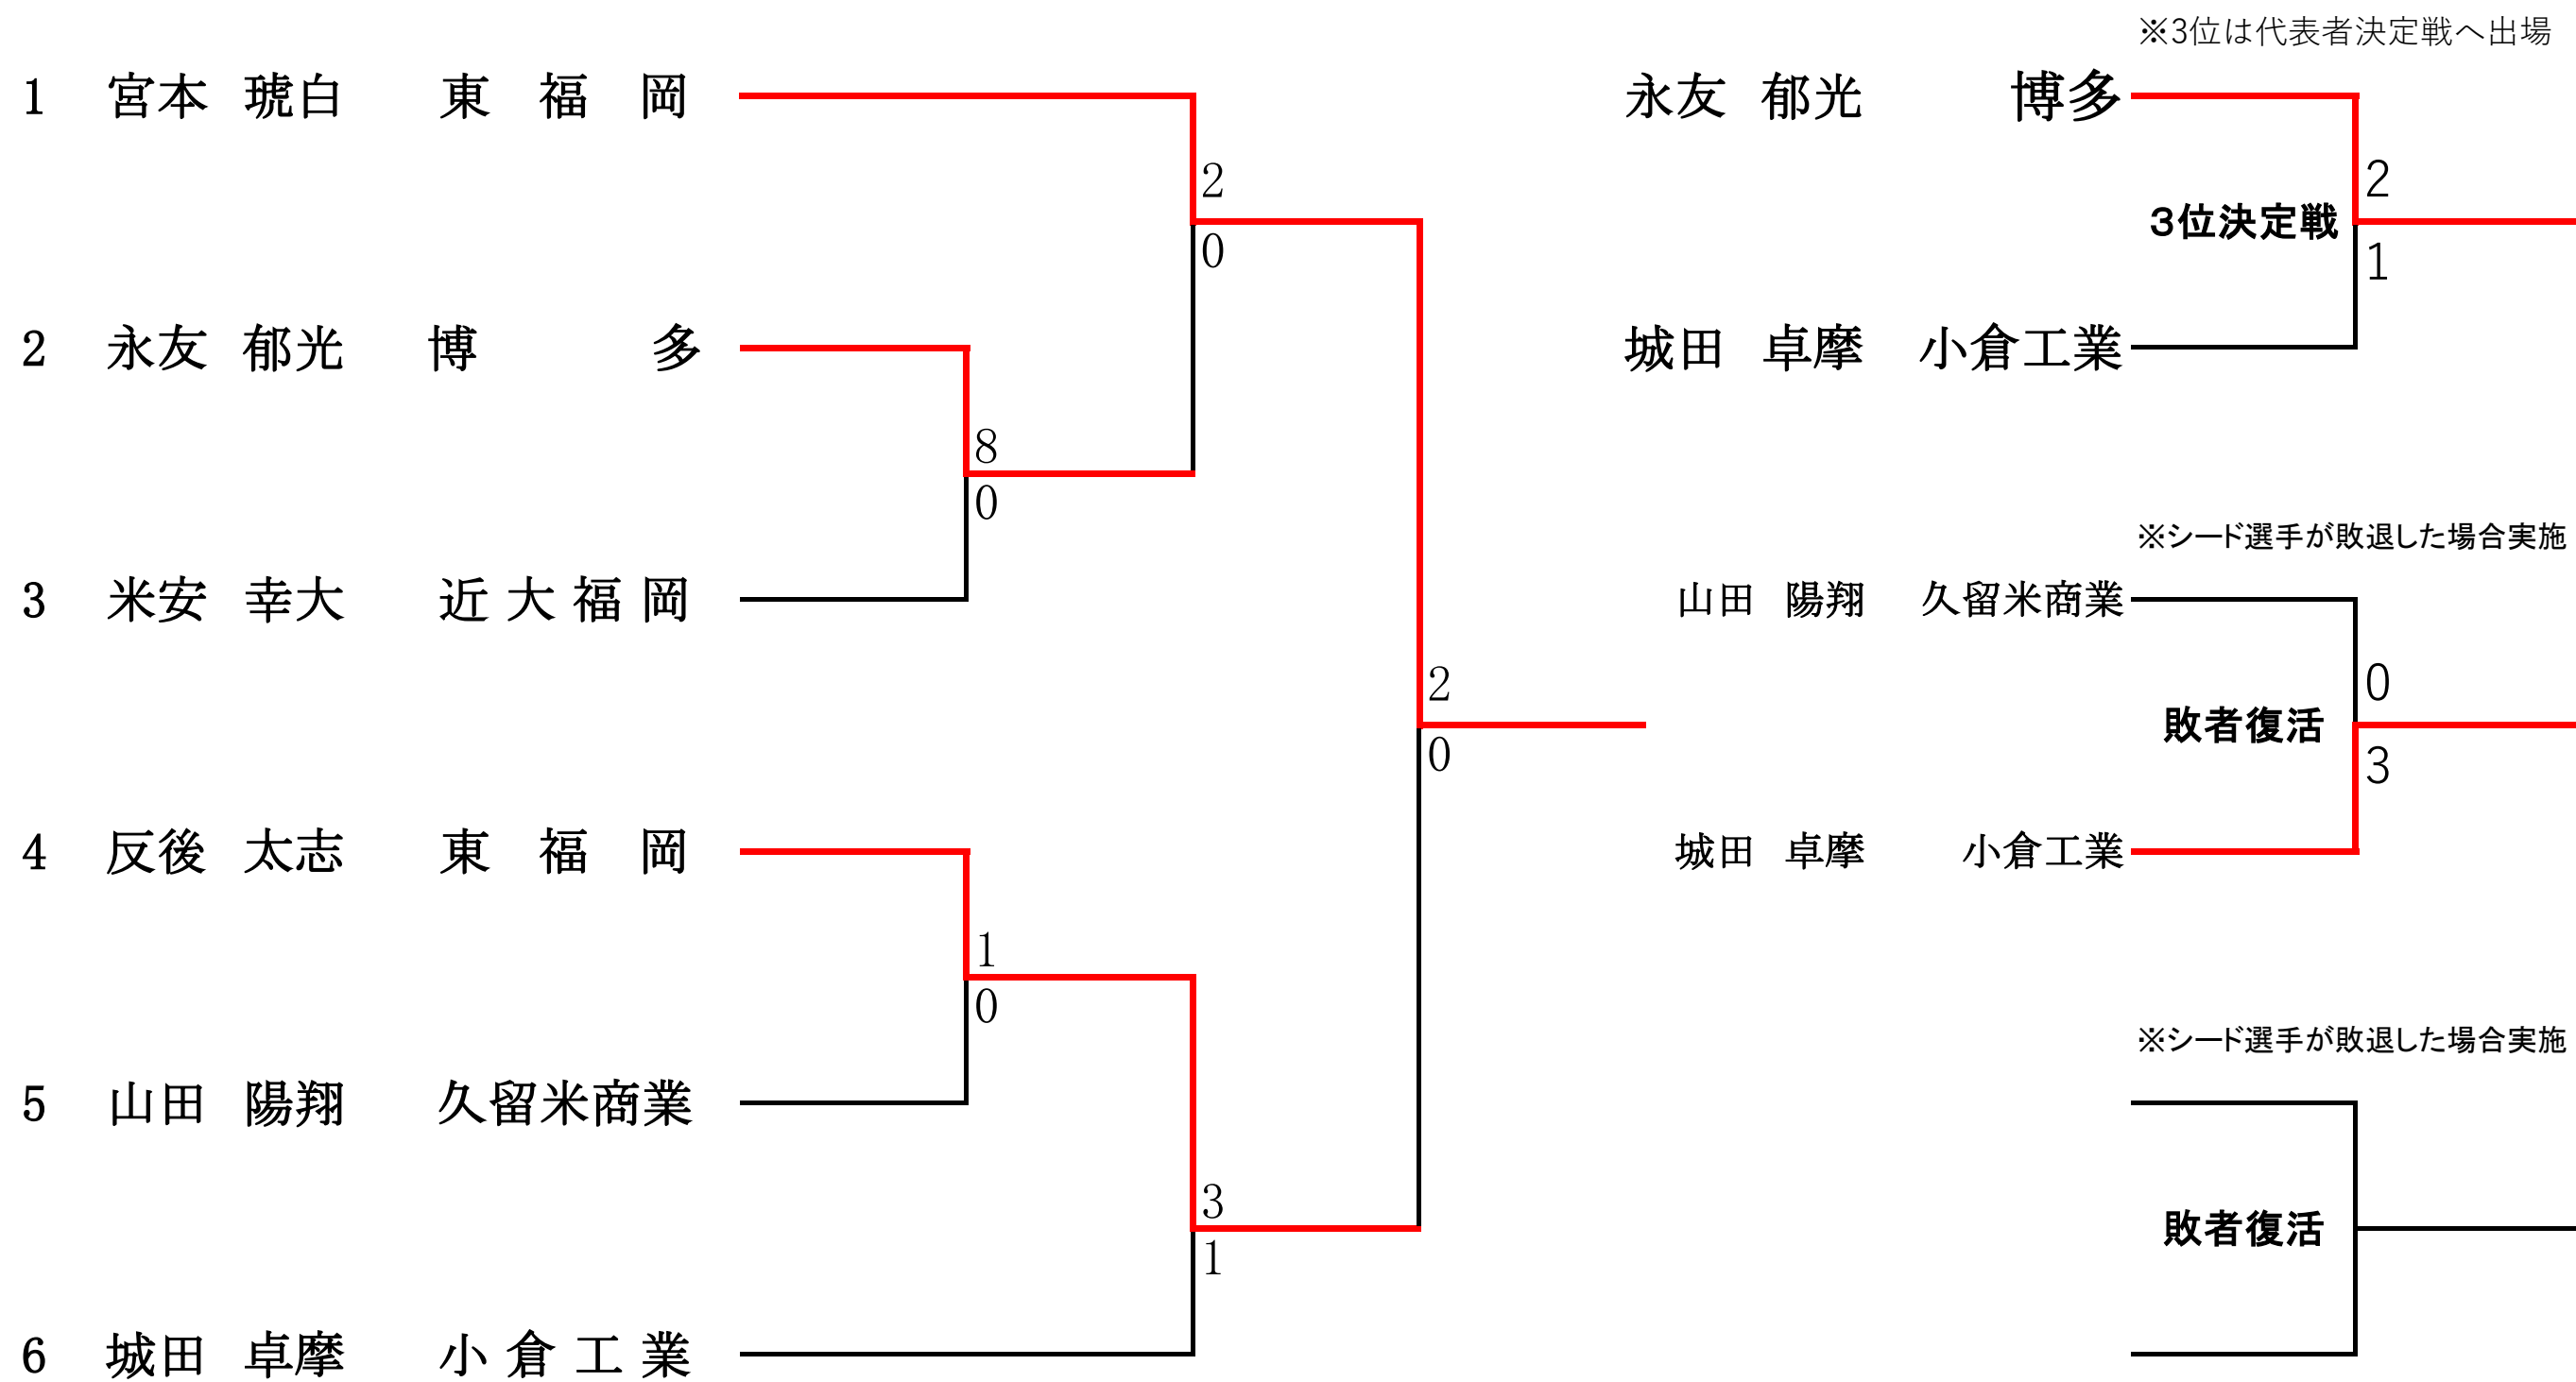 ※3位は代表者決定戦へ出場
1 宮本 琥白 東福岡
永友 郁光 博多
2
0
2
3位決定戦
1
2 永友 郁光 博多
城田 卓摩 小倉工業
8
0
※シード選手が敗退した場合実施
3 米安 幸大 近大福岡
山田 陽翔 久留米商業
2
0
0
敗者復活
3
4 反後 太志 東福岡
城田 卓摩 小倉工業
1
0
※シード選手が敗退した場合実施
5 山田 陽翔 久留米商業
3
1
敗者復活
6 城田 卓摩 小倉工業